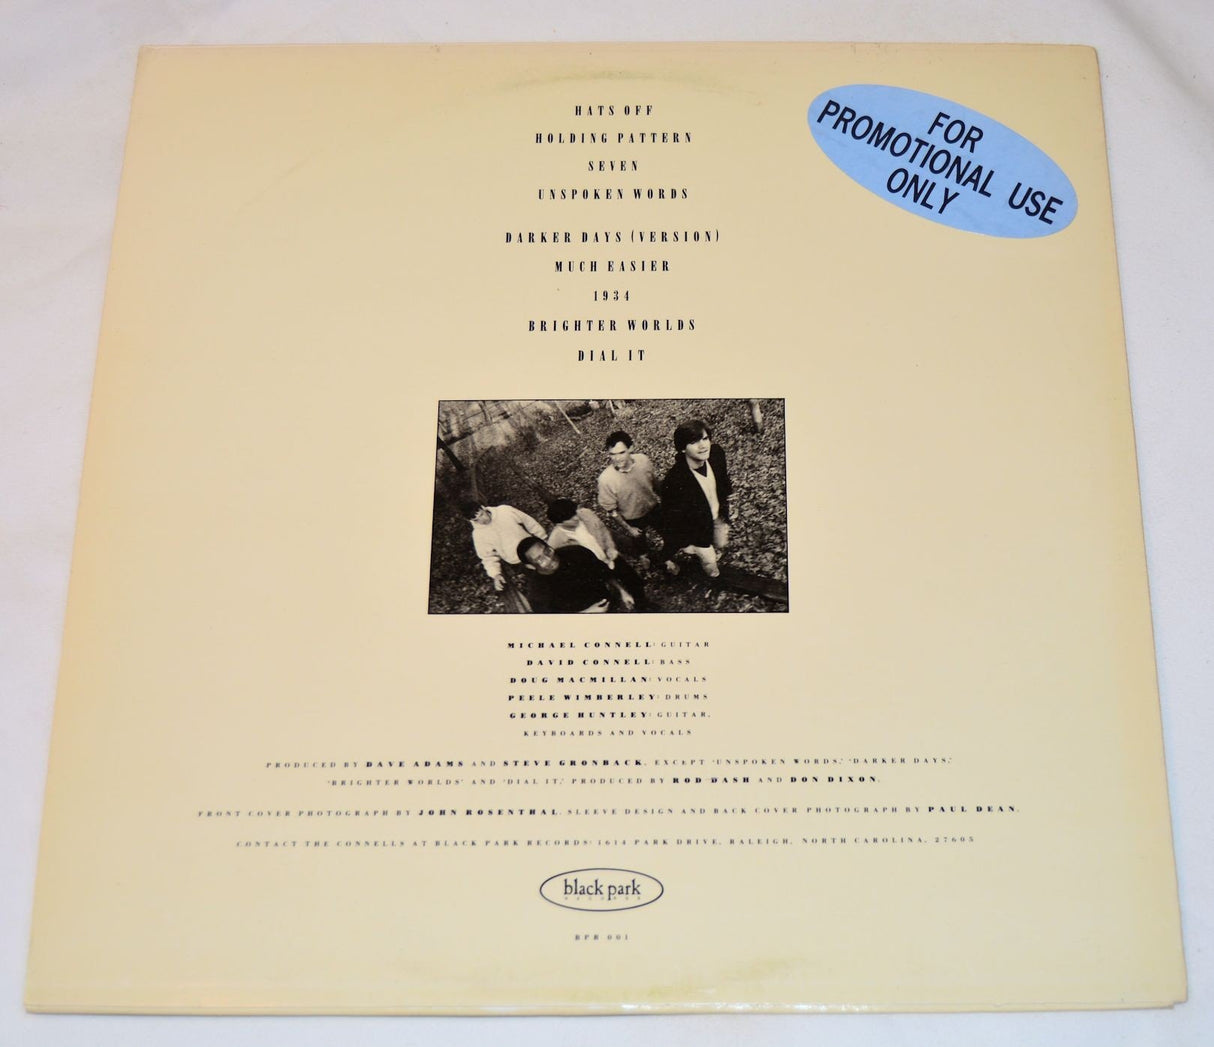 HATS OFF
HOLDING PATTERN
SEVEN
UNSPOKEN WORDS
DARKER DAYS (VERSION)
MUCH EASIER
1934
BRIGHTER WORLDS
DIAL IT
FOR
PROMOTIONAL USE
ONLY
MICHAEL CONNELL: GUITAR
DAVID CONNELL: BASS
DOUG MACMILLAN: VOCALS
PEELE WIMBERLEY: DRUMS
GEORGE HUNTLEY: GUITAR,
KEYBOARDS AND VOCALS
PRODUCED BY DAVE ADAMS AND STEVE GRONBACK, EXCEPT 'UNSPOKEN WORDS,' 'DARKER DAYS,'
'BRIGHTER WORLDS' AND 'DIAL IT,' PRODUCED BY ROD DASH AND DON DIXON.
FRONT COVER PHOTOGRAPH BY JOHN ROSENTHAL. SLEEVE DESIGN AND BACK COVER PHOTOGRAPH BY PAUL DEAN.
CONTACT THE CONNELLS AT BLACK PARK RECORDS: 1614 PARK DRIVE, RALEIGH, NORTH CAROLINA, 27605
black park
RECORDS
BPR 001